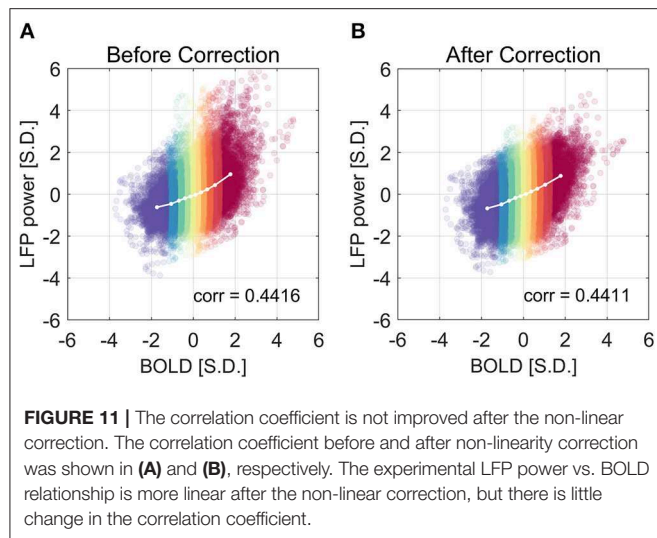 A
Before Correction
LFP power [S.D.]
6
4
2
0
-2
-4
-6
corr = 0.4416
-6
-4
-2
0
2
4
6
BOLD [S.D.]
B
After Correction
LFP power [S.D.]
6
4
2
0
-2
-4
-6
corr = 0.4411
-6
-4
-2
0
2
4
6
BOLD [S.D.]
FIGURE 11 | The correlation coefficient is not improved after the non-linear
correction. The correlation coefficient before and after non-linearity correction
was shown in (A) and (B), respectively. The experimental LFP power vs. BOLD
relationship is more linear after the non-linear correction, but there is little
change in the correlation coefficient.